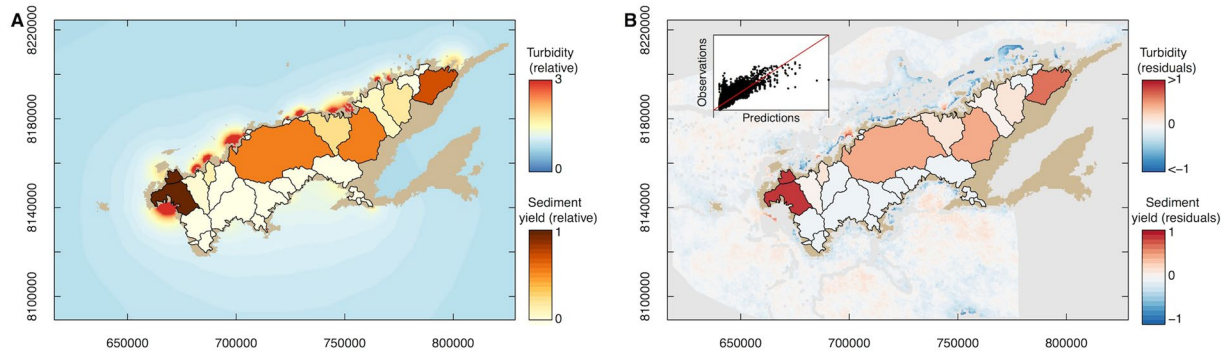 A
8220000
8180000
8140000
8100000
650000
700000
750000
800000
Turbidity
(relative)
3
0
Sediment
yield (relative)
1
0
B
8220000
8180000
8140000
8100000
650000
700000
750000
800000
Observations
Predictions
Turbidity
(residuals)
>1
0
<−1
Sediment
yield (residuals)
1
0
−1